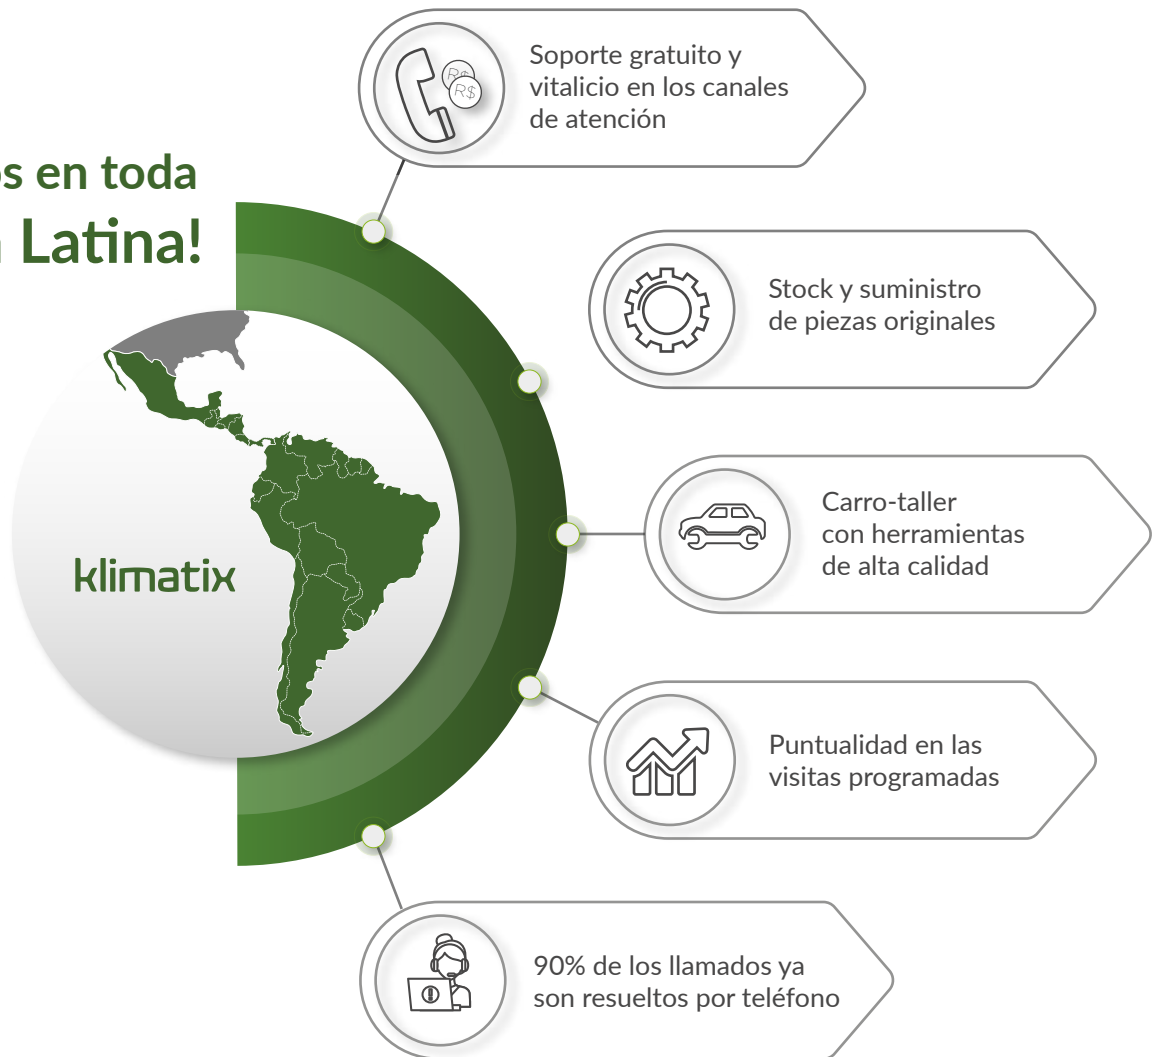 os en toda
Latina!
klimatix
R$
R$
Soporte gratuito y
vitalicio en los canales
de atención
Stock y suministro
de piezas originales
Carro-taller
con herramientas
de alta calidad
Puntualidad en las
visitas programadas
90% de los llamados ya
son resueltos por teléfono